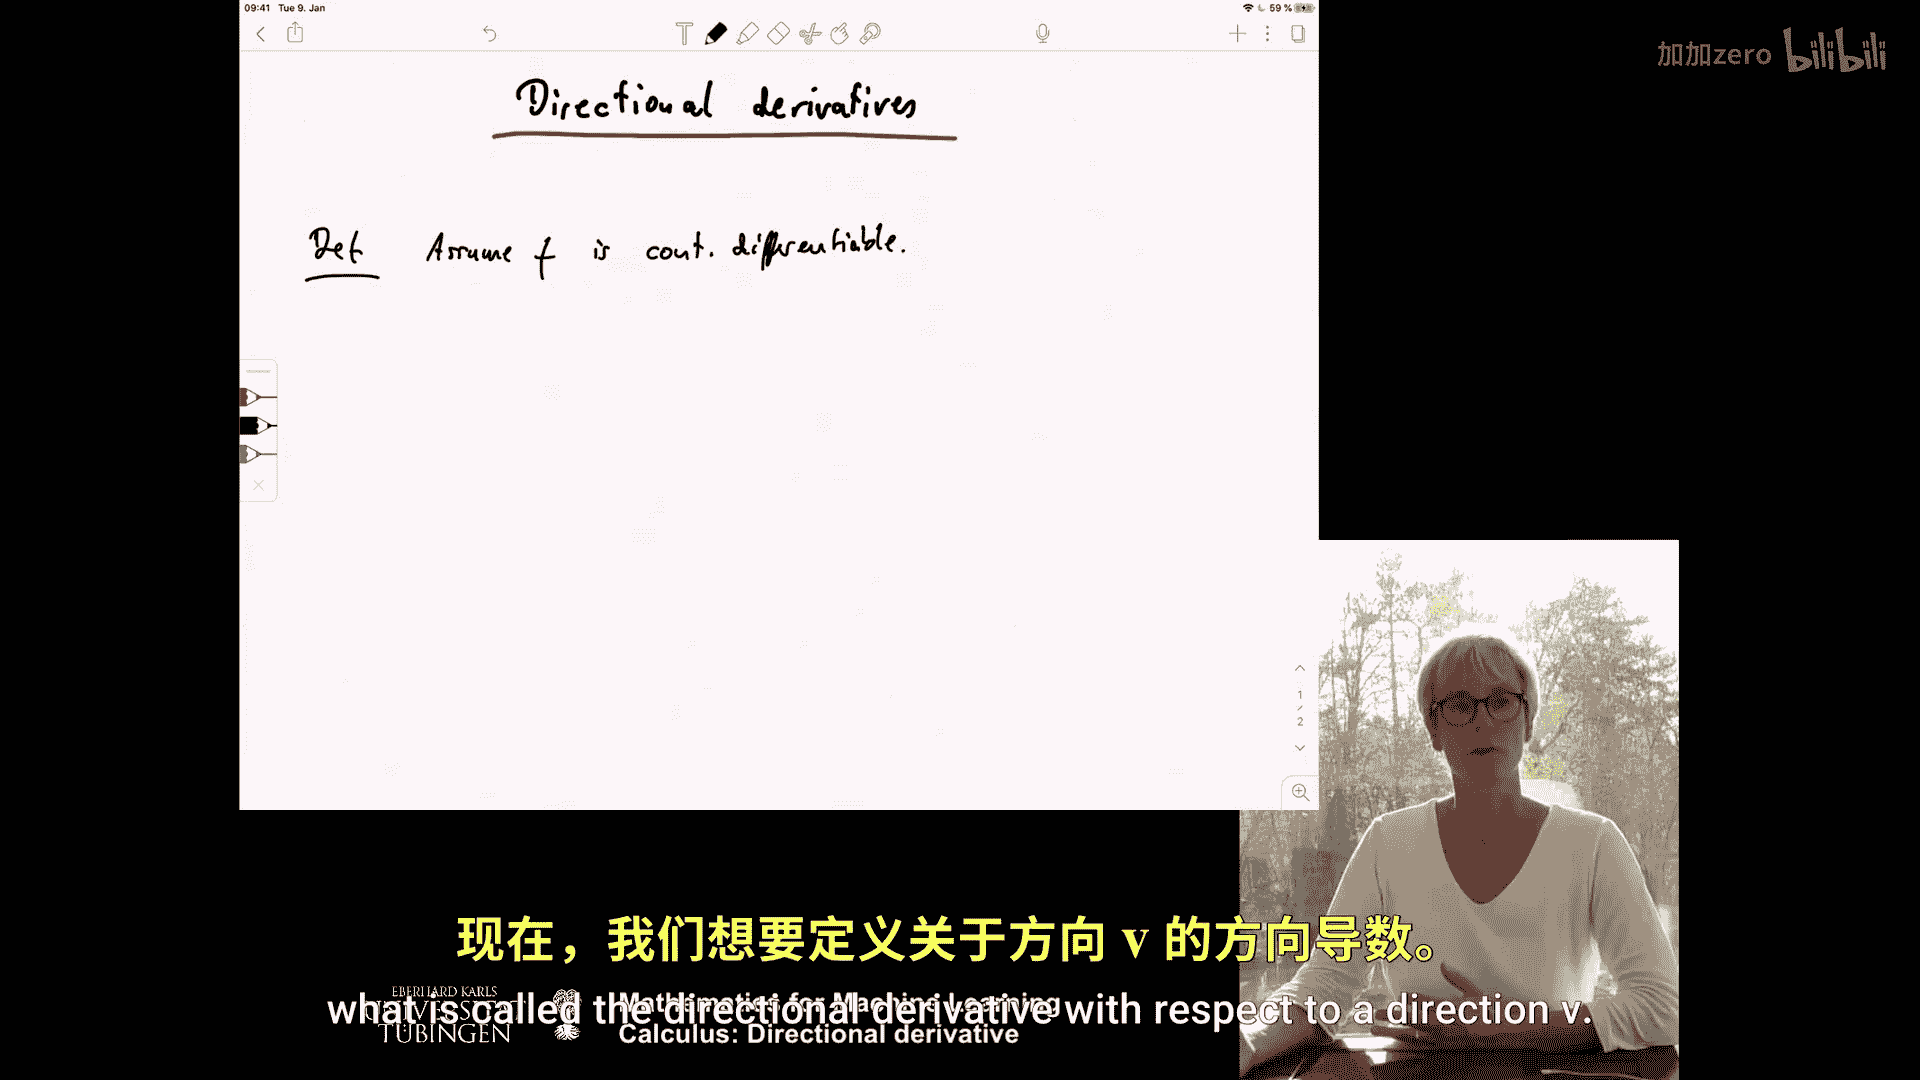 09:41 Tue 9. Jan
59 %
加加zero bilibili
Directional derivatives
Def Assume f is cont. differentiable.
1
/
2
现在，我们想要定义关于方向 v 的方向导数。
what is called the directional derivative with respect to a direction v.
EBERHARD KARLS
UNIVERSITÄT
TÜBINGEN
Mathematics for Machine Learning
Calculus: Directional derivative